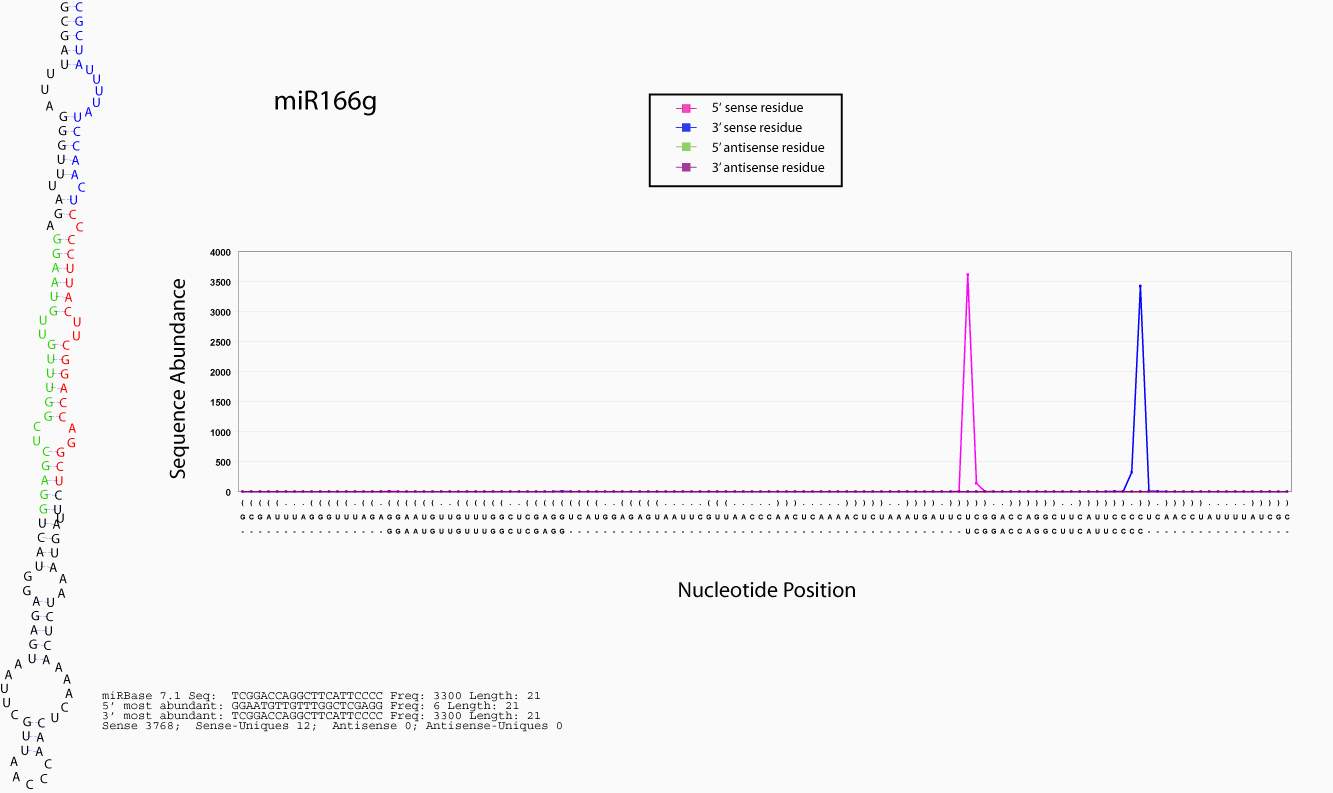 miR166g
5' sense residue
3' sense residue
5' antisense residue
3' antisense residue
Sequence Abundance
4000
3500
3000
2500
2000
1500
1000
500
0
G C G A U U U A G G G U U U A G A G G A A U G U U G U U U G G C U C G A G G U C A U G G A G A G U A A U U C G U U A A C C C A A C U C A A A A C U C U A A A U G A U U C U C G G A C C A G G C U U C A U U C C C C U C A A C C U A U U U U A U C G C
- - - - - - - - - - - - - - - - - G G A A U G U U G U U U G G C U C G A G G - - - - - - - - - - - - - - - - - - - - - - - - - - - - - - - - - - - - - - - - - - - - - - U C G G A C C A G G C U U C A U U C C C C - - - - - - - - - - - - - - - - -
Nucleotide Position
miRBase 7.1 Seq: TCGGACCAGGCTTCATTCCCC Freq: 3300 Length: 21
5' most abundant: GGAATGTTGTTTGGCTCGAGG Freq: 6 Length: 21
3' most abundant: TCGGACCAGGCTTCATTCCCC Freq: 3300 Length: 21
Sense 3768; Sense-Uniques 12; Antisense 0; Antisense-Uniques 0